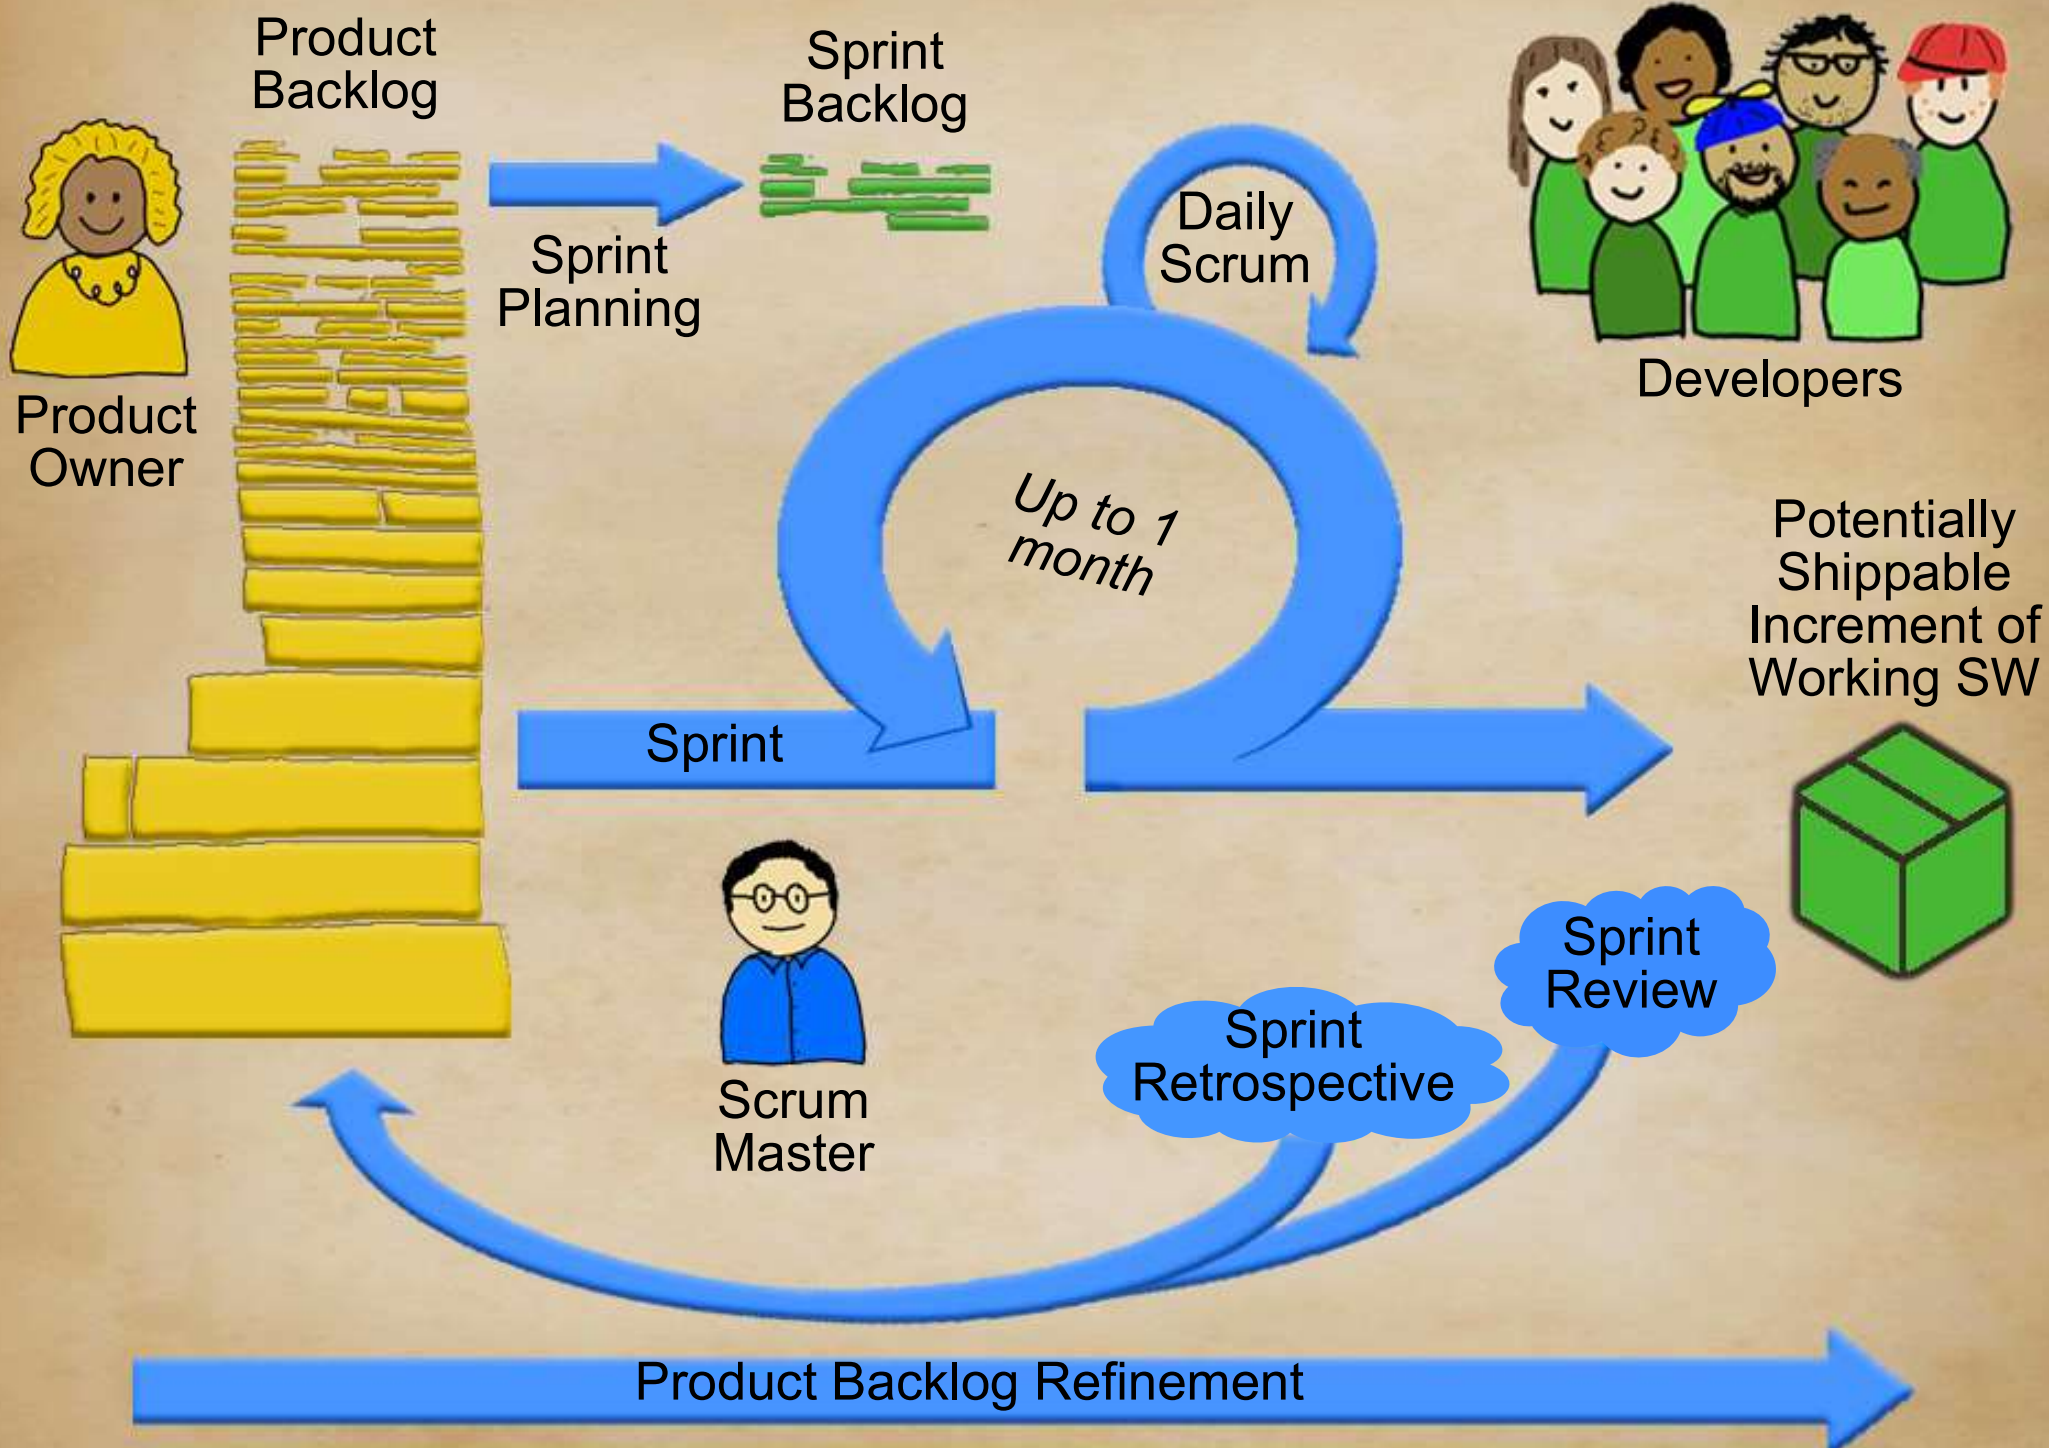 Product
Backlog
Sprint
Backlog
Sprint
Planning
Daily
Scrum
Developers
Product
Owner
Up to 1
month
Potentially
Shippable
Increment of
Working SW
Sprint
Scrum
Master
Sprint
Review
Sprint
Retrospective
Product Backlog Refinement